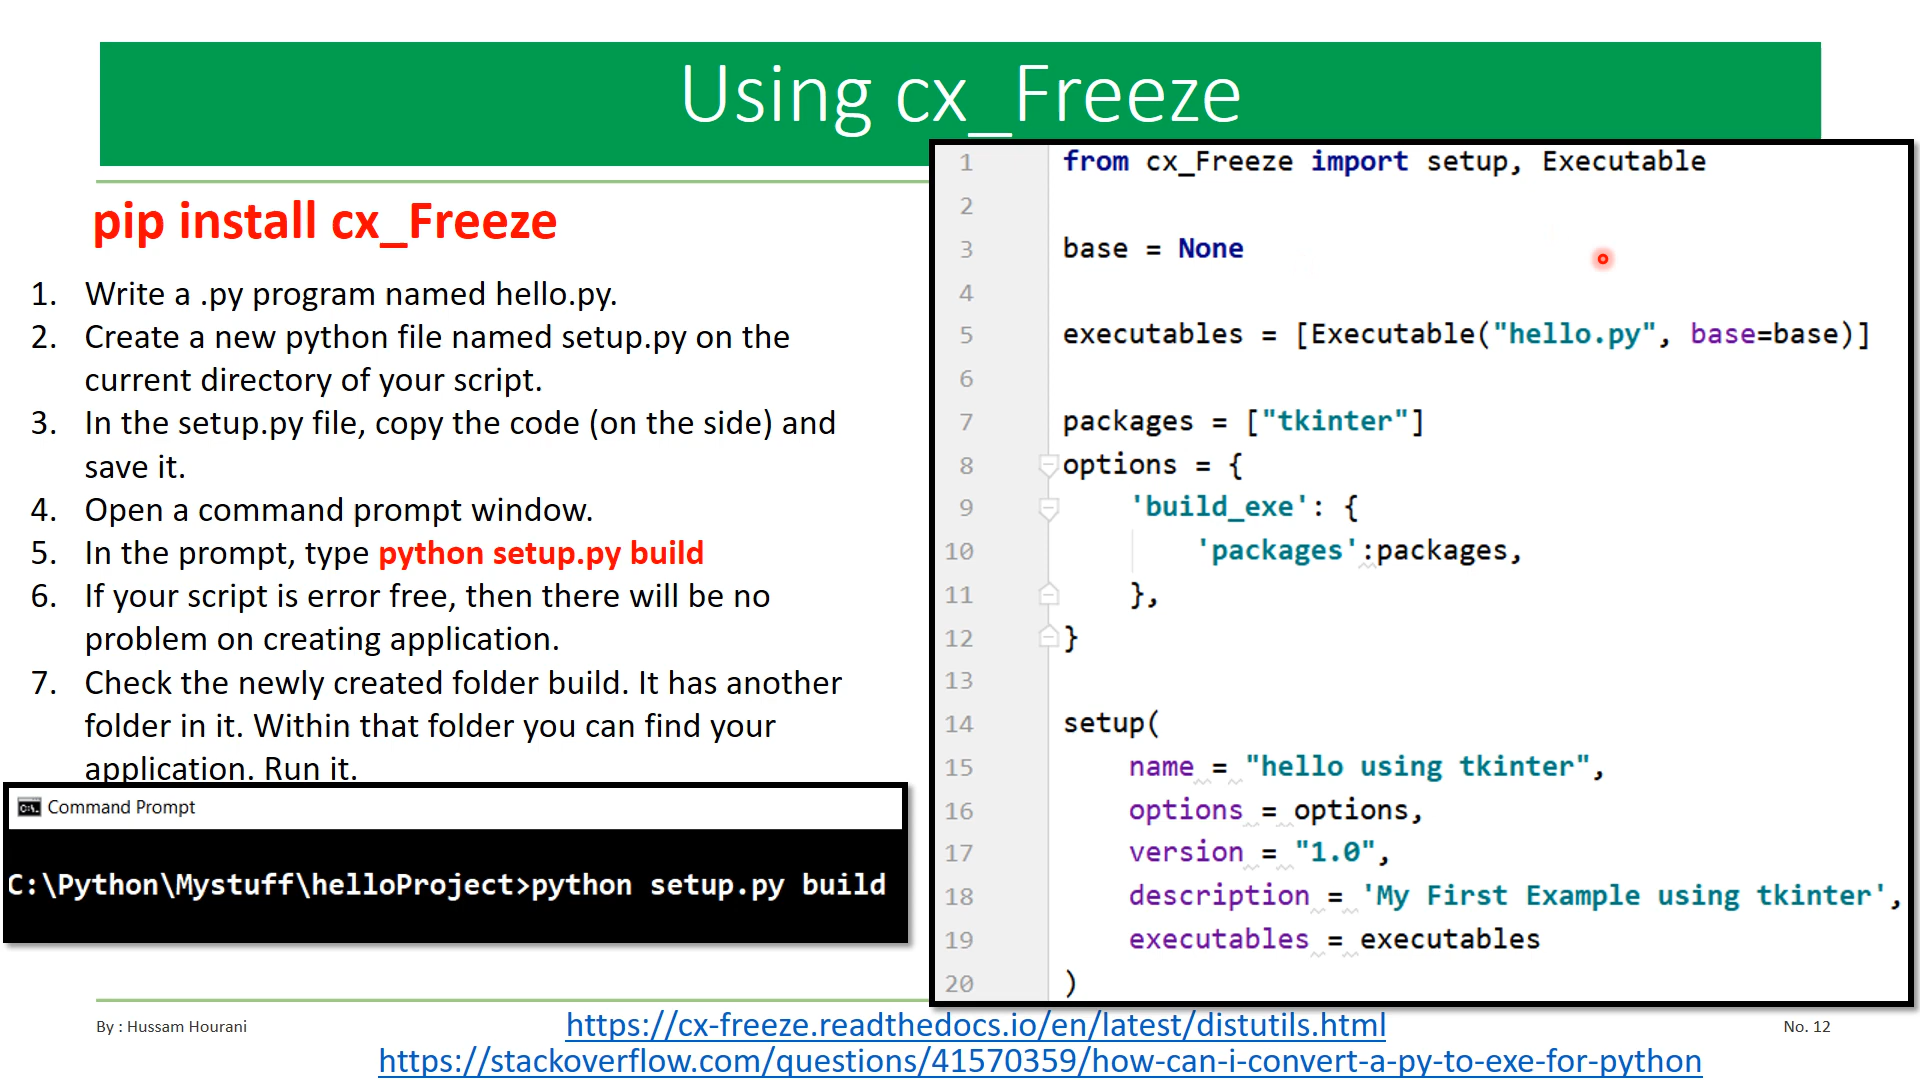 Using cx_Freeze
pip install cx_Freeze
1. Write a .py program named hello.py.
2. Create a new python file named setup.py on the
current directory of your script.
3. In the setup.py file, copy the code (on the side) and
save it.
4. Open a command prompt window.
5. In the prompt, type python setup.py build
6. If your script is error free, then there will be no
problem on creating application.
7. Check the newly created folder build. It has another
folder in it. Within that folder you can find your
application. Run it.
Command Prompt
C:\Python\Mystuff\helloProject>python setup.py build
1 from cx_Freeze import setup, Executable
2
3 base = None
4
5 executables = [Executable("hello.py", base=base)]
6
7 packages = ["tkinter"]
8 options = {
9     'build_exe': {
10         'packages':packages,
11     },
12 }
13
14 setup(
15     name = "hello using tkinter",
16     options = options,
17     version = "1.0",
18     description = 'My First Example using tkinter',
19     executables = executables
20 )
By : Hussam Hourani
https://cx-freeze.readthedocs.io/en/latest/distutils.html
No. 12
https://stackoverflow.com/questions/41570359/how-can-i-convert-a-py-to-exe-for-python